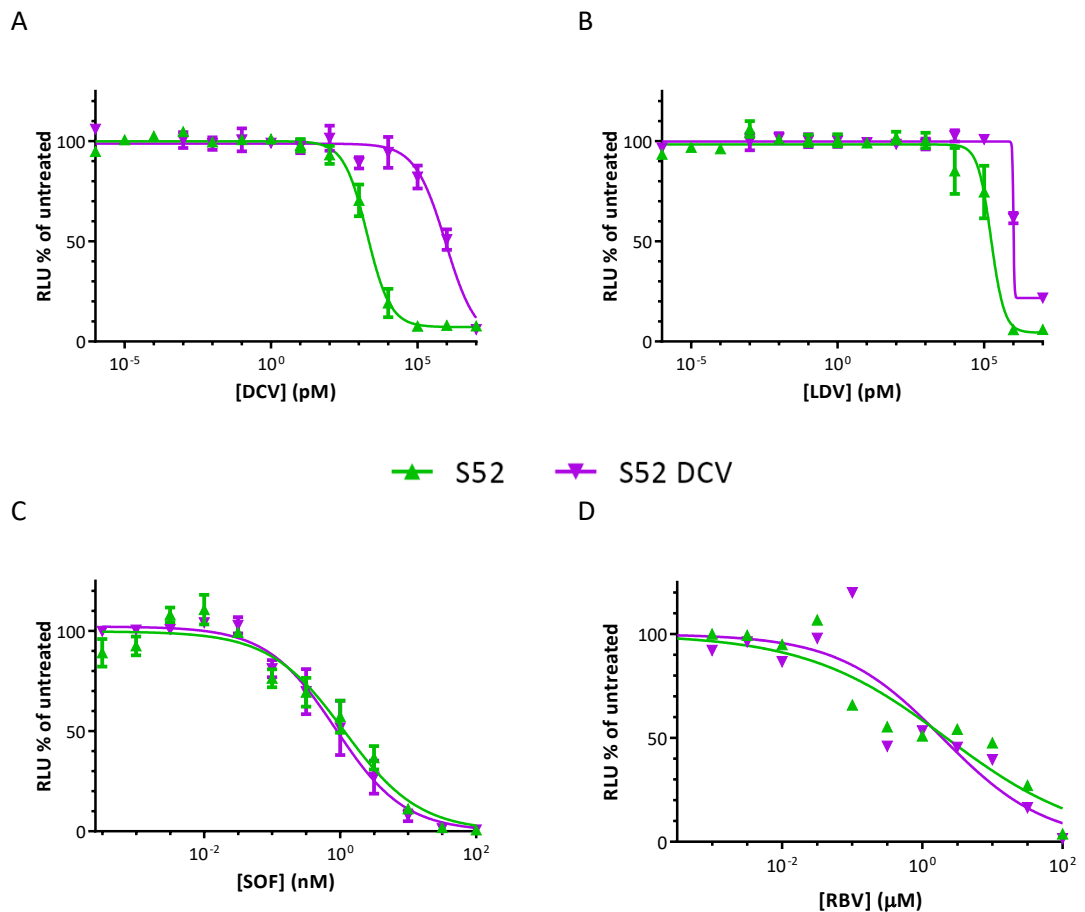 A
B
RLU % of untreated
100
50
0
10⁻⁵
10⁰
10⁵
[DCV] (pM)
RLU % of untreated
100
50
0
10⁻⁵
10⁰
10⁵
[LDV] (pM)
S52
S52 DCV
C
D
RLU % of untreated
100
50
0
10⁻²
10⁰
10²
[SOF] (nM)
RLU % of untreated
100
50
0
10⁻²
10⁰
10²
[RBV] (μM)